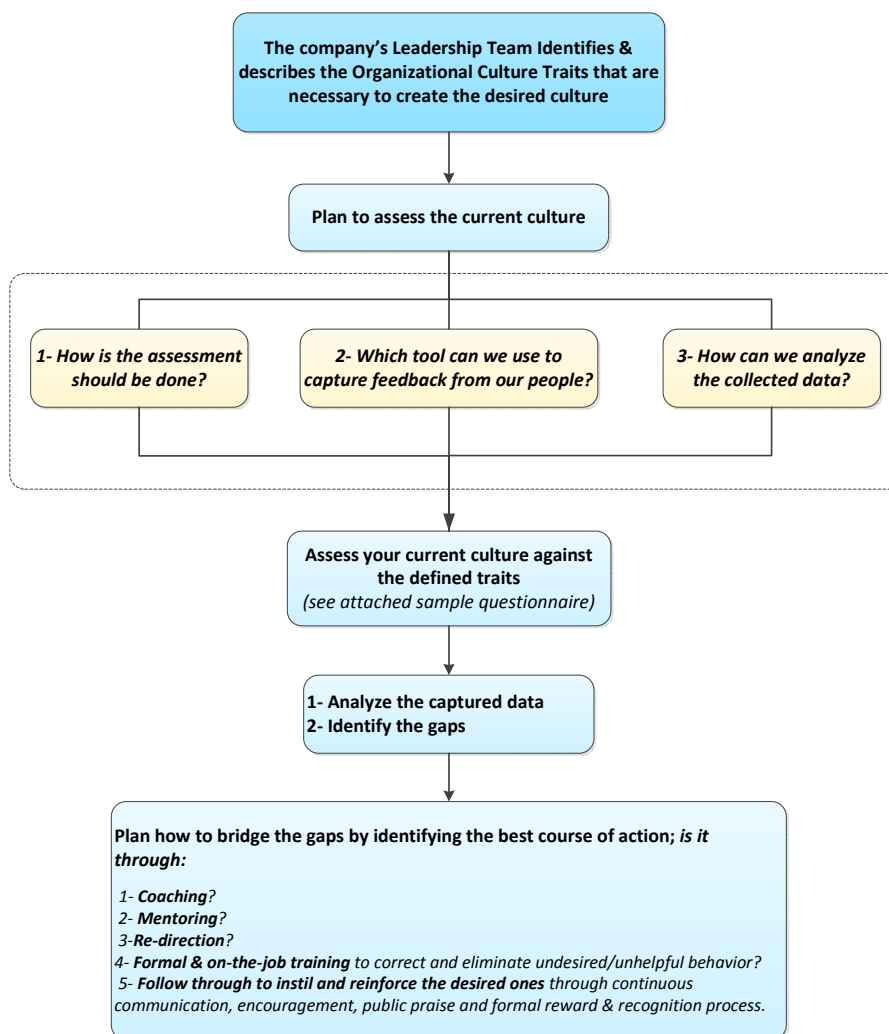 The company’s Leadership Team Identifies &
describes the Organizational Culture Traits that are
necessary to create the desired culture
Plan to assess the current culture
1- How is the assessment
should be done?
2- Which tool can we use to
capture feedback from our people?
3- How can we analyze
the collected data?
Assess your current culture against
the defined traits
(see attached sample questionnaire)
1- Analyze the captured data
2- Identify the gaps
Plan how to bridge the gaps by identifying the best course of action; is it
through:
1- Coaching?
2- Mentoring?
3-Re-direction?
4- Formal & on-the-job training to correct and eliminate undesired/unhelpful behavior?
5- Follow through to instil and reinforce the desired ones through continuous
communication, encouragement, public praise and formal reward & recognition process.